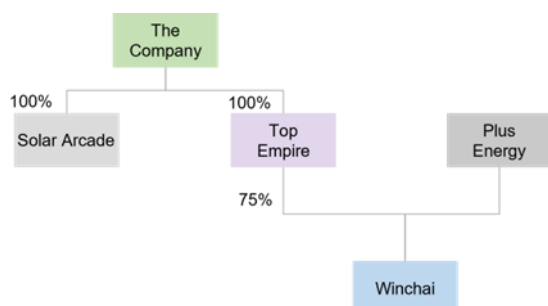 The
Company
100%
100%
Solar Arcade
Top
Empire
Plus
Energy
75%
Winchai